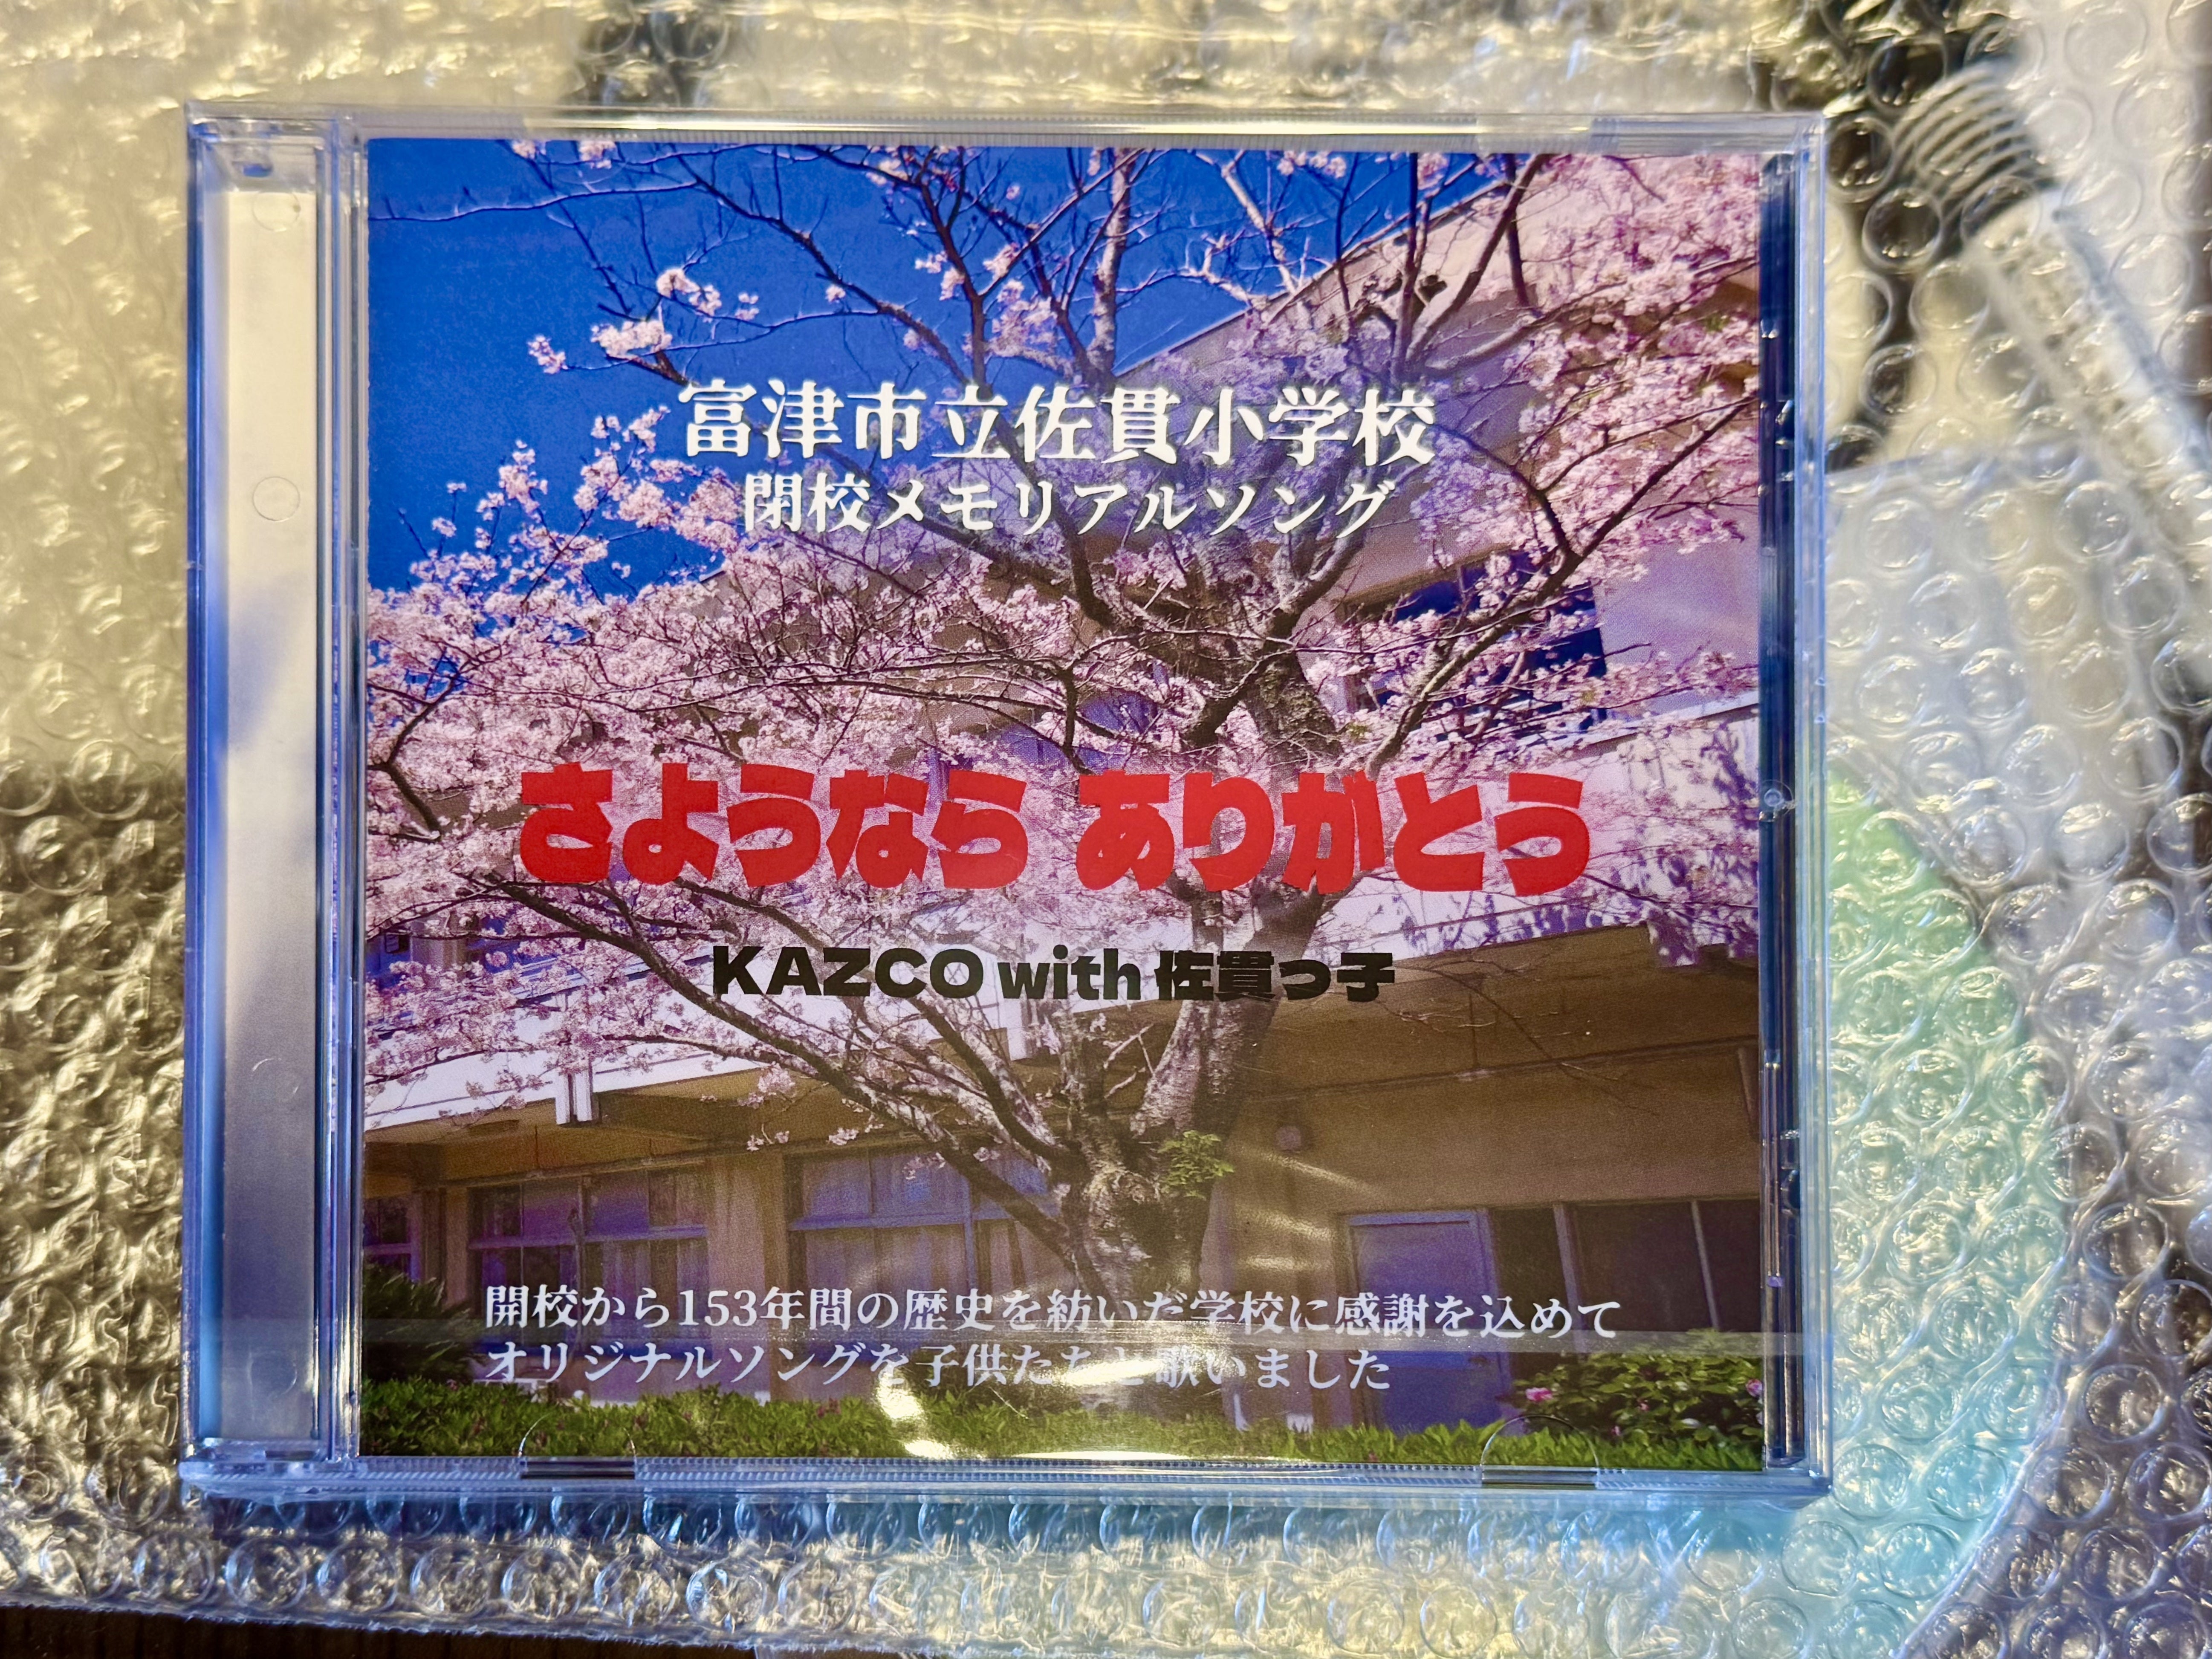 富津市立佐貫小学校
閉校メモリアルソング
さようなら ありがとう
KAZCO with 佐貫っ子
開校から153年間の歴史を紡いだ学校に感謝を込めて
オリジナルソングを子供たちと歌いました